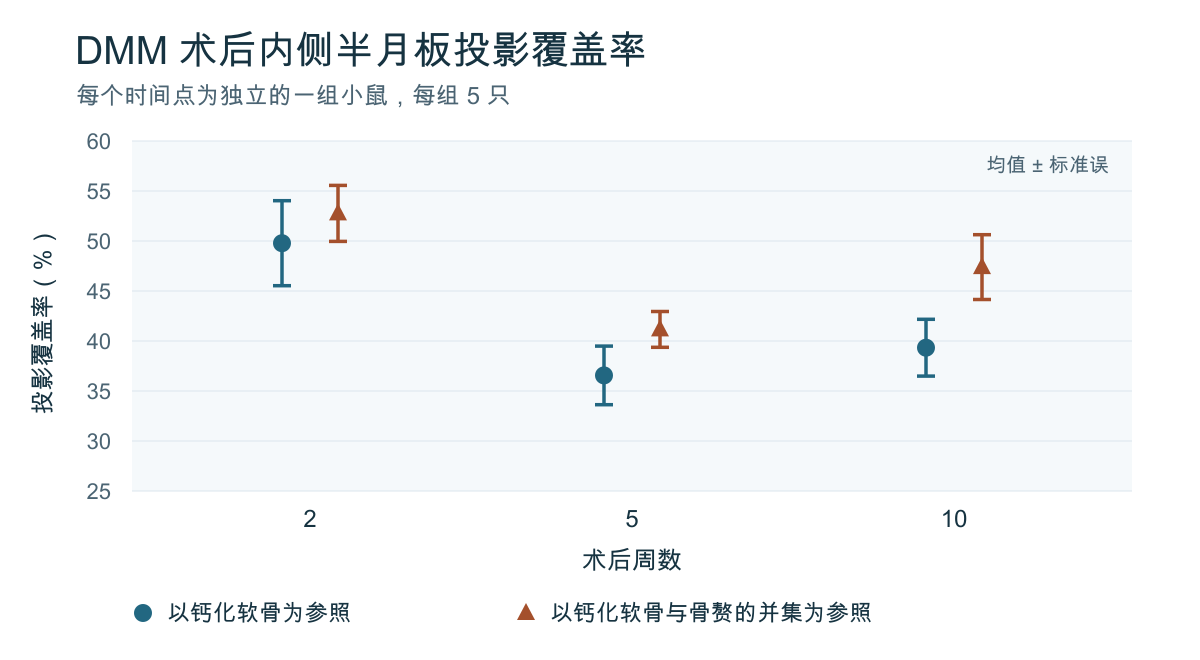 DMM 术后内侧半月板投影覆盖率
每个时间点为独立的一组小鼠，每组 5 只
均值 ± 标准误
投影覆盖率（%）
60
55
50
45
40
35
30
25
2
5
10
术后周数
以钙化软骨为参照
以钙化软骨与骨赘的并集为参照